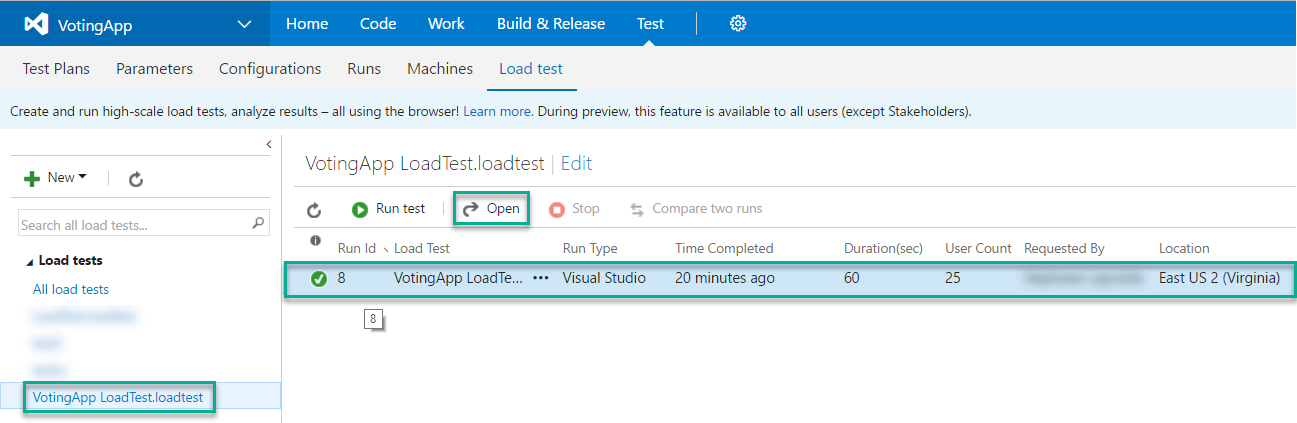 VotingApp Home Code Work Build & Release Test
Test Plans Parameters Configurations Runs Machines Load test
Create and run high-scale load tests, analyze results – all using the browser! Learn more. During preview, this feature is available to all users (except Stakeholders).
New
Search all load tests...
Load tests
All load tests
VotingApp LoadTest.loadtest
VotingApp LoadTest.loadtest | Edit
Run test Open Stop Compare two runs
Run Id Load Test Run Type Time Completed Duration(sec) User Count Requested By Location
8 VotingApp LoadTe... Visual Studio 20 minutes ago 60 25 East US 2 (Virginia)
8